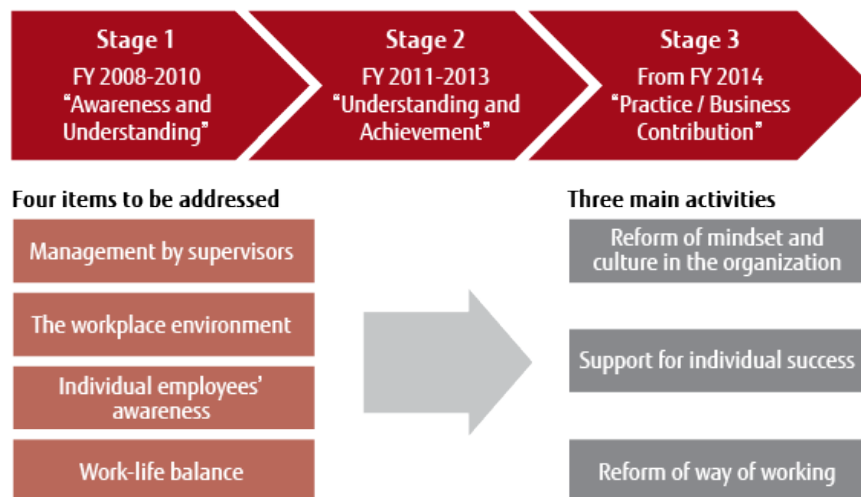 Stage 1
FY 2008-2010
"Awareness and
Understanding"
Stage 2
FY 2011-2013
"Understanding and
Achievement"
Stage 3
From FY 2014
"Practice / Business
Contribution"
Four items to be addressed
Management by supervisors
The workplace environment
Individual employees'
awareness
Work-life balance
Three main activities
Reform of mindset and
culture in the organization
Support for individual success
Reform of way of working